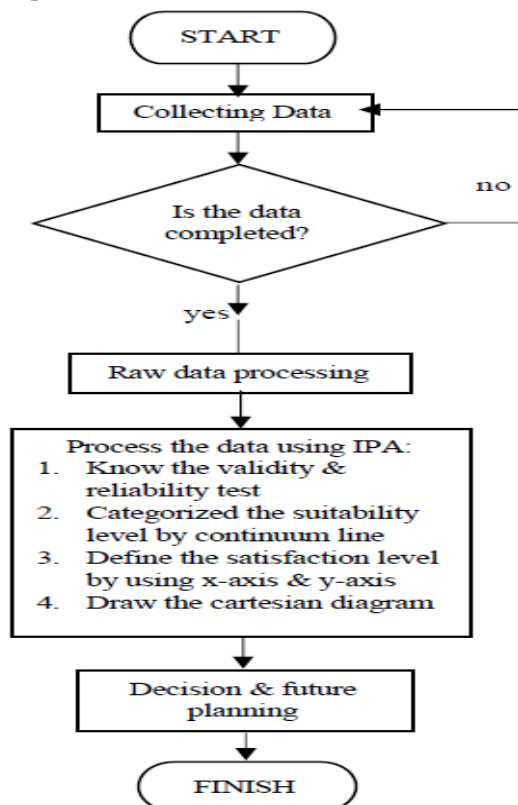 START
Collecting Data
Is the data
completed?
no
yes
Raw data processing
Process the data using IPA:
1. Know the validity &
reliability test
2. Categorized the suitability
level by continuum line
3. Define the satisfaction level
by using x-axis & y-axis
4. Draw the cartesian diagram
Decision & future
planning
FINISH